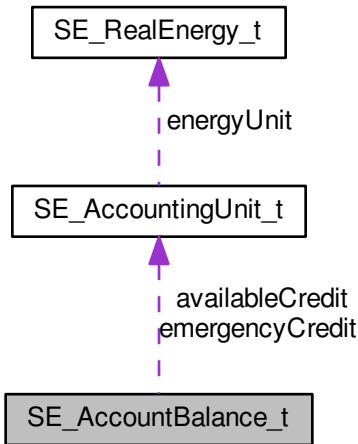 SE_RealEnergy_t
energyUnit
SE_AccountingUnit_t
availableCredit
emergencyCredit
SE_AccountBalance_t